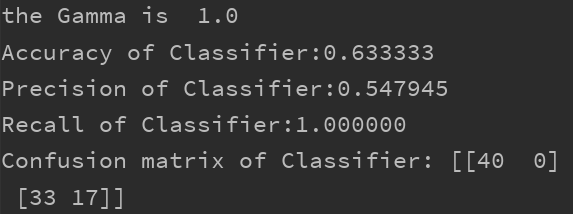 the Gamma is  1.0
Accuracy of Classifier:0.633333
Precision of Classifier:0.547945
Recall of Classifier:1.000000
Confusion matrix of Classifier: [[40  0]
 [33 17]]